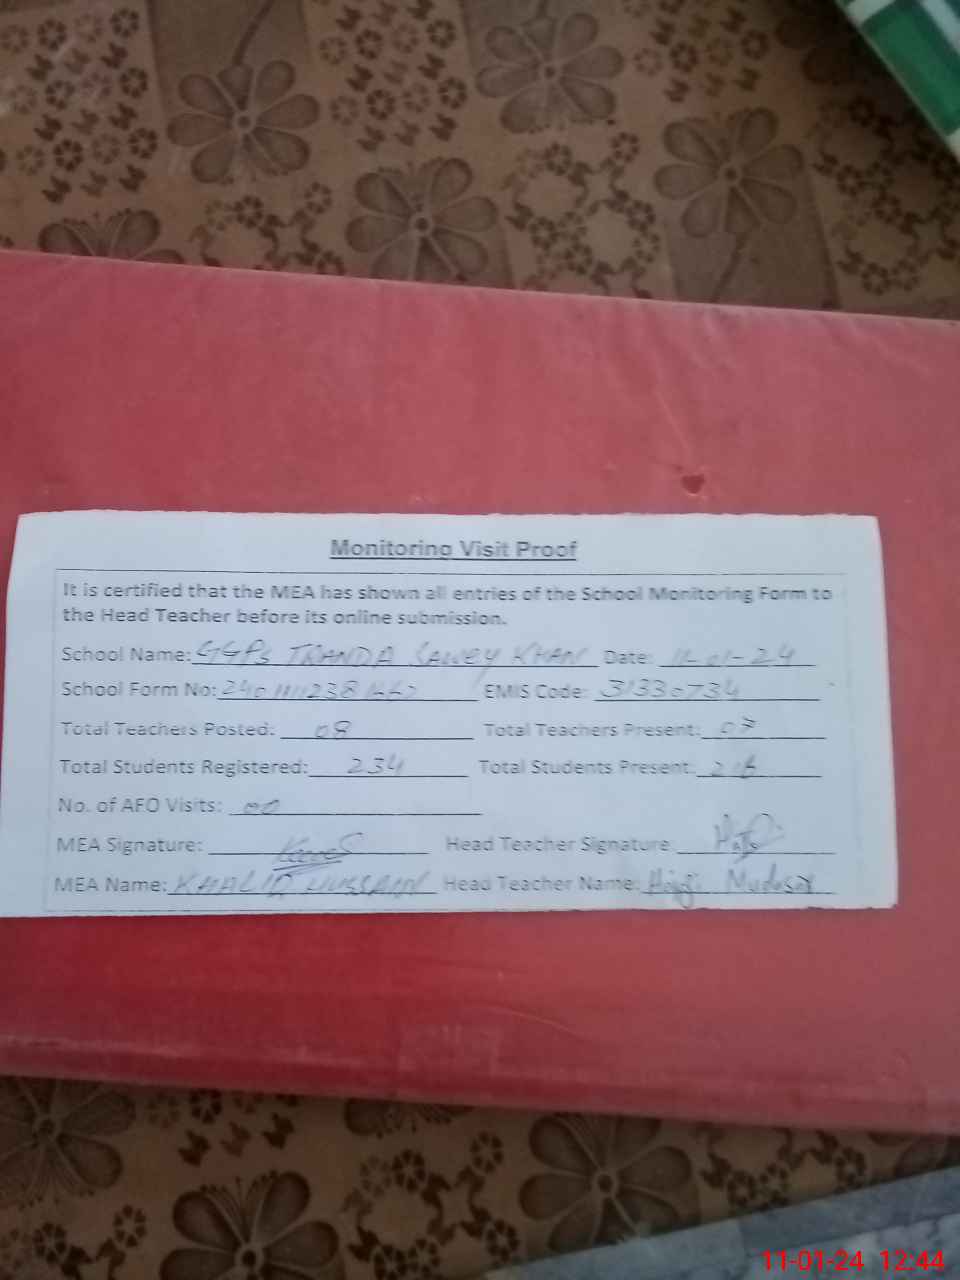 Monitoring Visit Proof
It is certified that the MEA has shown all entries of the School Monitoring Form to
the Head Teacher before its online submission.
School Name: GGPS TRANDA SAWEY KHAN Date: 11-01-24
School Form No: EMIS Code: 31330734
Total Teachers Posted: 08 Total Teachers Present: 07
Total Students Registered: 234 Total Students Present: 216
No. of AFO Visits: 00
MEA Signature: Head Teacher Signature:
MEA Name: KHALID HUSSAIN Head Teacher Name: Mudasar
11-01-24 12:44